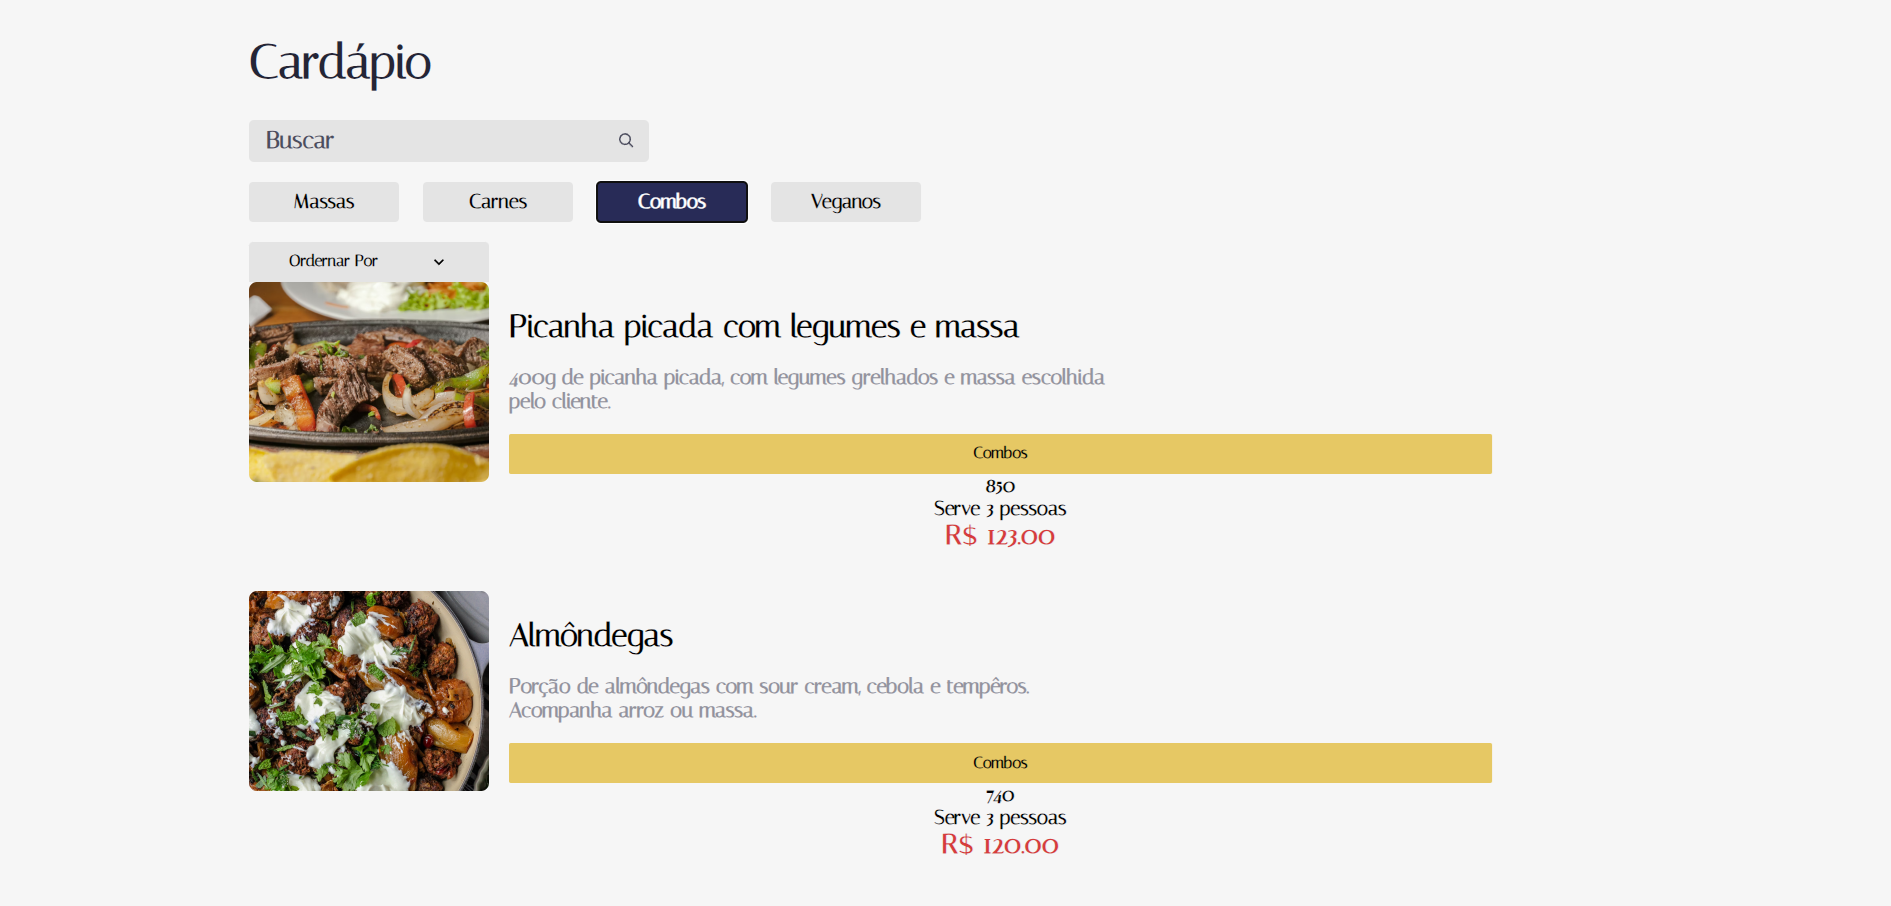 Cardápio
Buscar
Massas Carnes Combos Veganos
Ordernar Por
Picanha picada com legumes e massa
400g de picanha picada, com legumes grelhados e massa escolhida
pelo cliente.
Combos
850
Serve 3 pessoas
R$ 123.00
Almôndegas
Porção de almôndegas com sour cream, cebola e tempêros.
Acompanha arroz ou massa.
Combos
740
Serve 3 pessoas
R$ 120.00